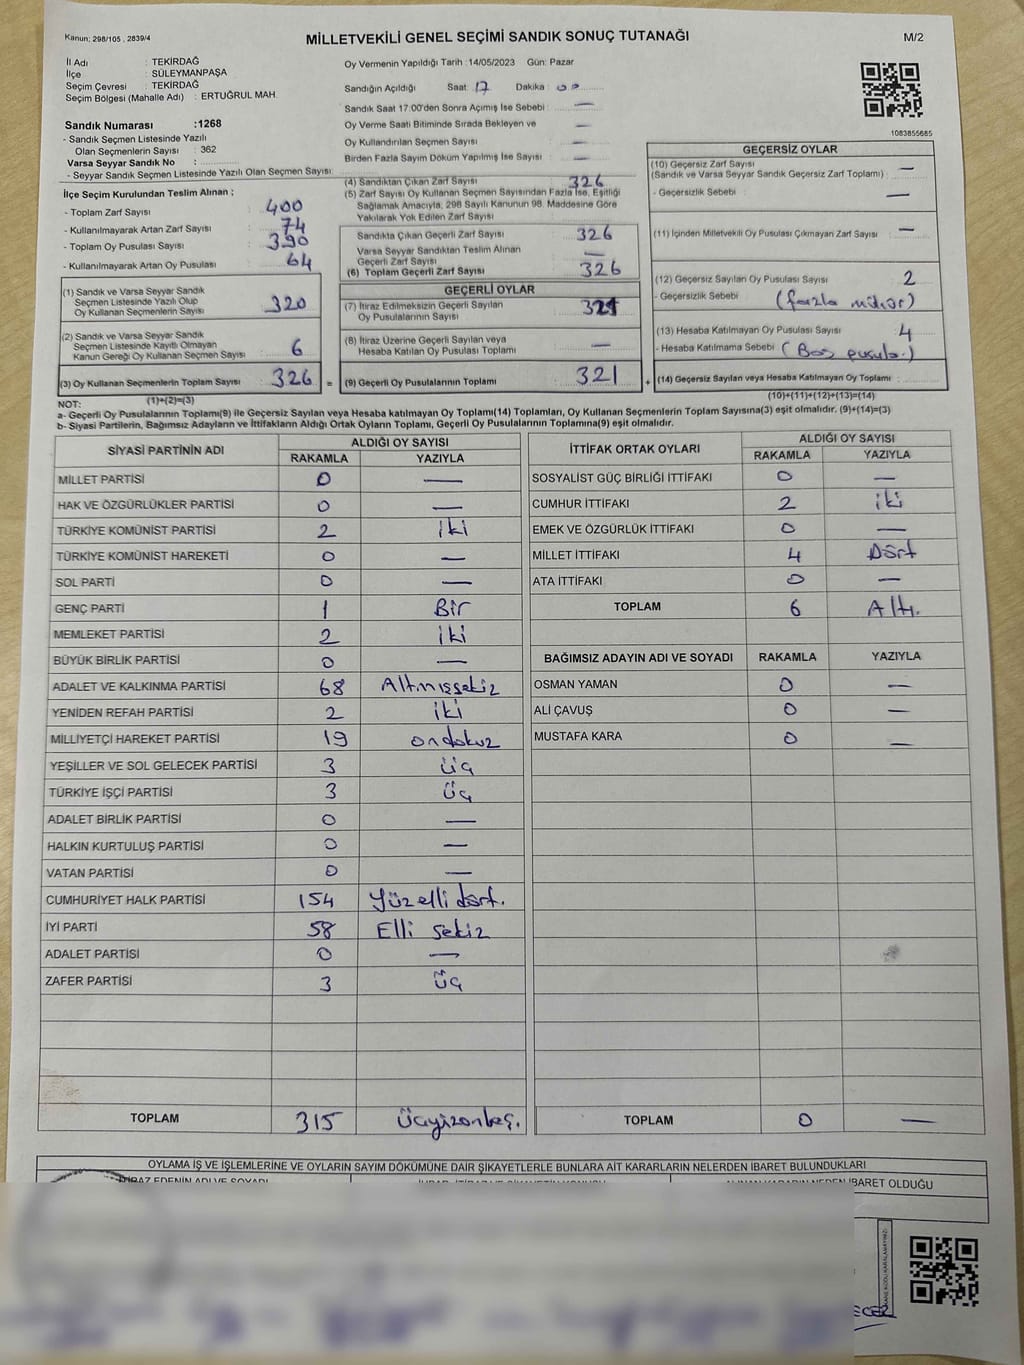 Kanun: 298/105 , 2839/4
MİLLETVEKİLİ GENEL SEÇİMİ SANDIK SONUÇ TUTANAĞI
M/2
İl Adı : TEKİRDAĞ
İlçe : SÜLEYMANPAŞA
Seçim Çevresi : TEKİRDAĞ
Seçim Bölgesi (Mahalle Adı) : ERTUĞRUL MAH.
Sandık Numarası :1268
- Sandık Seçmen Listesinde Yazılı
Olan Seçmenlerin Sayısı : 362
Varsa Seyyar Sandık No :
- Seyyar Sandık Seçmen Listesinde Yazılı Olan Seçmen Sayısı:
Oy Vermenin Yapıldığı Tarih :14/05/2023 Gün: Pazar
Sandığın Açıldığı Saat 17 Dakika : 00
Sandık Saat 17:00'den Sonra Açımış İse Sebebi : —
Oy Verme Saati Bitiminde Sırada Bekleyen ve —
Oy Kullandırılan Seçmen Sayısı : —
Birden Fazla Sayım Döküm Yapılmış İse Sayısı : —
1083855685
İlçe Seçim Kurulundan Teslim Alınan ;
- Toplam Zarf Sayısı : 400
- Kullanılmayarak Artan Zarf Sayısı : 74
- Toplam Oy Pusulası Sayısı : 390
- Kullanılmayarak Artan Oy Pusulası : 64
(1) Sandık ve Varsa Seyyar Sandık
Seçmen Listesinde Yazılı Olup
Oy Kullanan Seçmenlerin Sayısı : 320
(2) Sandık ve Varsa Seyyar Sandık
Seçmen Listesinde Kayıtlı Olmayan
Kanun Gereği Oy Kullanan Seçmen Sayısı : 6
(3) Oy Kullanan Seçmenlerin Toplam Sayısı : 326 =
(1)+(2)=(3)
(4) Sandıktan Çıkan Zarf Sayısı : 326
(5) Zarf Sayısı Oy Kullanan Seçmen Sayısından Fazla İse, Eşitliği
Sağlamak Amacıyla, 298 Sayılı Kanunun 98. Maddesine Göre
Yakılarak Yok Edilen Zarf Sayısı :
Sandıkta Çıkan Geçerli Zarf Sayısı : 326
Varsa Seyyar Sandıktan Teslim Alınan
Geçerli Zarf Sayısı : —
(6) Toplam Geçerli Zarf Sayısı : 326
GEÇERLİ OYLAR
(7) İtiraz Edilmeksizin Geçerli Sayılan
Oy Pusulalarının Sayısı : 321
(8) İtiraz Üzerine Geçerli Sayılan veya
Hesaba Katılan Oy Pusulası Toplamı : —
(9) Geçerli Oy Pusulalarının Toplamı : 321 +
GEÇERSİZ OYLAR
(10) Geçersiz Zarf Sayısı
(Sandık ve Varsa Seyyar Sandık Geçersiz Zarf Toplamı) : —
- Geçersizlik Sebebi : —
(11) İçinden Milletvekili Oy Pusulası Çıkmayan Zarf Sayısı : —
(12) Geçersiz Sayılan Oy Pusulası Sayısı : 2
- Geçersizlik Sebebi : (fazla mühür)
(13) Hesaba Katılmayan Oy Pusulası Sayısı : 4
- Hesaba Katılmama Sebebi : (Boş pusula.)
(14) Geçersiz Sayılan veya Hesaba Katılmayan Oy Toplamı :
(10)+(11)+(12)+(13)=(14)
NOT:
a- Geçerli Oy Pusulalarının Toplamı(9) ile Geçersiz Sayılan veya Hesaba katılmayan Oy Toplamı(14) Toplamları, Oy Kullanan Seçmenlerin Toplam Sayısına(3) eşit olmalıdır. (9)+(14)=(3)
b- Siyasi Partilerin, Bağımsız Adayların ve İttifakların Aldığı Ortak Oyların Toplamı, Geçerli Oy Pusulalarının Toplamına(9) eşit olmalıdır.
SİYASİ PARTİNİN ADI ALDIĞI OY SAYISI
RAKAMLA YAZIYLA
MİLLET PARTİSİ 0 —
HAK VE ÖZGÜRLÜKLER PARTİSİ 0 —
TÜRKİYE KOMÜNİST PARTİSİ 2 iki
TÜRKİYE KOMÜNİST HAREKETİ 0 —
SOL PARTİ 0 —
GENÇ PARTİ 1 Bir
MEMLEKET PARTİSİ 2 iki
BÜYÜK BİRLİK PARTİSİ 0 —
ADALET VE KALKINMA PARTİSİ 68 Altmışsekiz
YENİDEN REFAH PARTİSİ 2 iki
MİLLİYETÇİ HAREKET PARTİSİ 19 ondokuz
YEŞİLLER VE SOL GELECEK PARTİSİ 3 üç
TÜRKİYE İŞÇİ PARTİSİ 3 üç
ADALET BİRLİK PARTİSİ 0 —
HALKIN KURTULUŞ PARTİSİ 0 —
VATAN PARTİSİ 0 —
CUMHURİYET HALK PARTİSİ 154 Yüzelli dört.
İYİ PARTİ 58 Elli sekiz
ADALET PARTİSİ 0 —
ZAFER PARTİSİ 3 üç
TOPLAM 315 Üçyüzonbeş.
İTTİFAK ORTAK OYLARI ALDIĞI OY SAYISI
RAKAMLA YAZIYLA
SOSYALİST GÜÇ BİRLİĞİ İTTİFAKI 0 —
CUMHUR İTTİFAKI 2 iki
EMEK VE ÖZGÜRLÜK İTTİFAKI 0 —
MİLLET İTTİFAKI 4 Dört
ATA İTTİFAKI 0 —
TOPLAM 6 Altı.
BAĞIMSIZ ADAYIN ADI VE SOYADI RAKAMLA YAZIYLA
OSMAN YAMAN 0 —
ALİ ÇAVUŞ 0 —
MUSTAFA KARA 0 —
TOPLAM 0 —
OYLAMA İŞ VE İŞLEMLERİNE VE OYLARIN SAYIM DÖKÜMÜNE DAİR ŞİKAYETLERLE BUNLARA AİT KARARLARIN NELERDEN İBARET BULUNDUKLARI
İBARET OLDUĞU